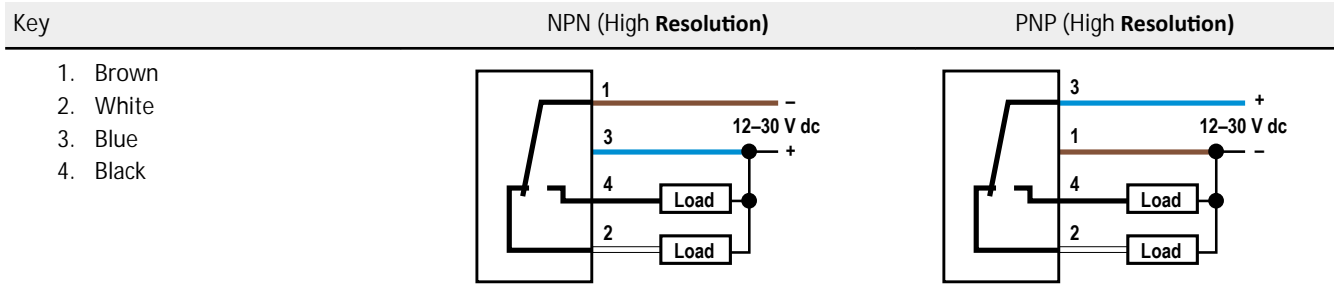 Key NPN (High Resolution) PNP (High Resolution)
1. Brown
2. White
3. Blue
4. Black
1
–
12–30 V dc
3
+
4
Load
2
Load
3
+
12–30 V dc
1
–
4
Load
2
Load